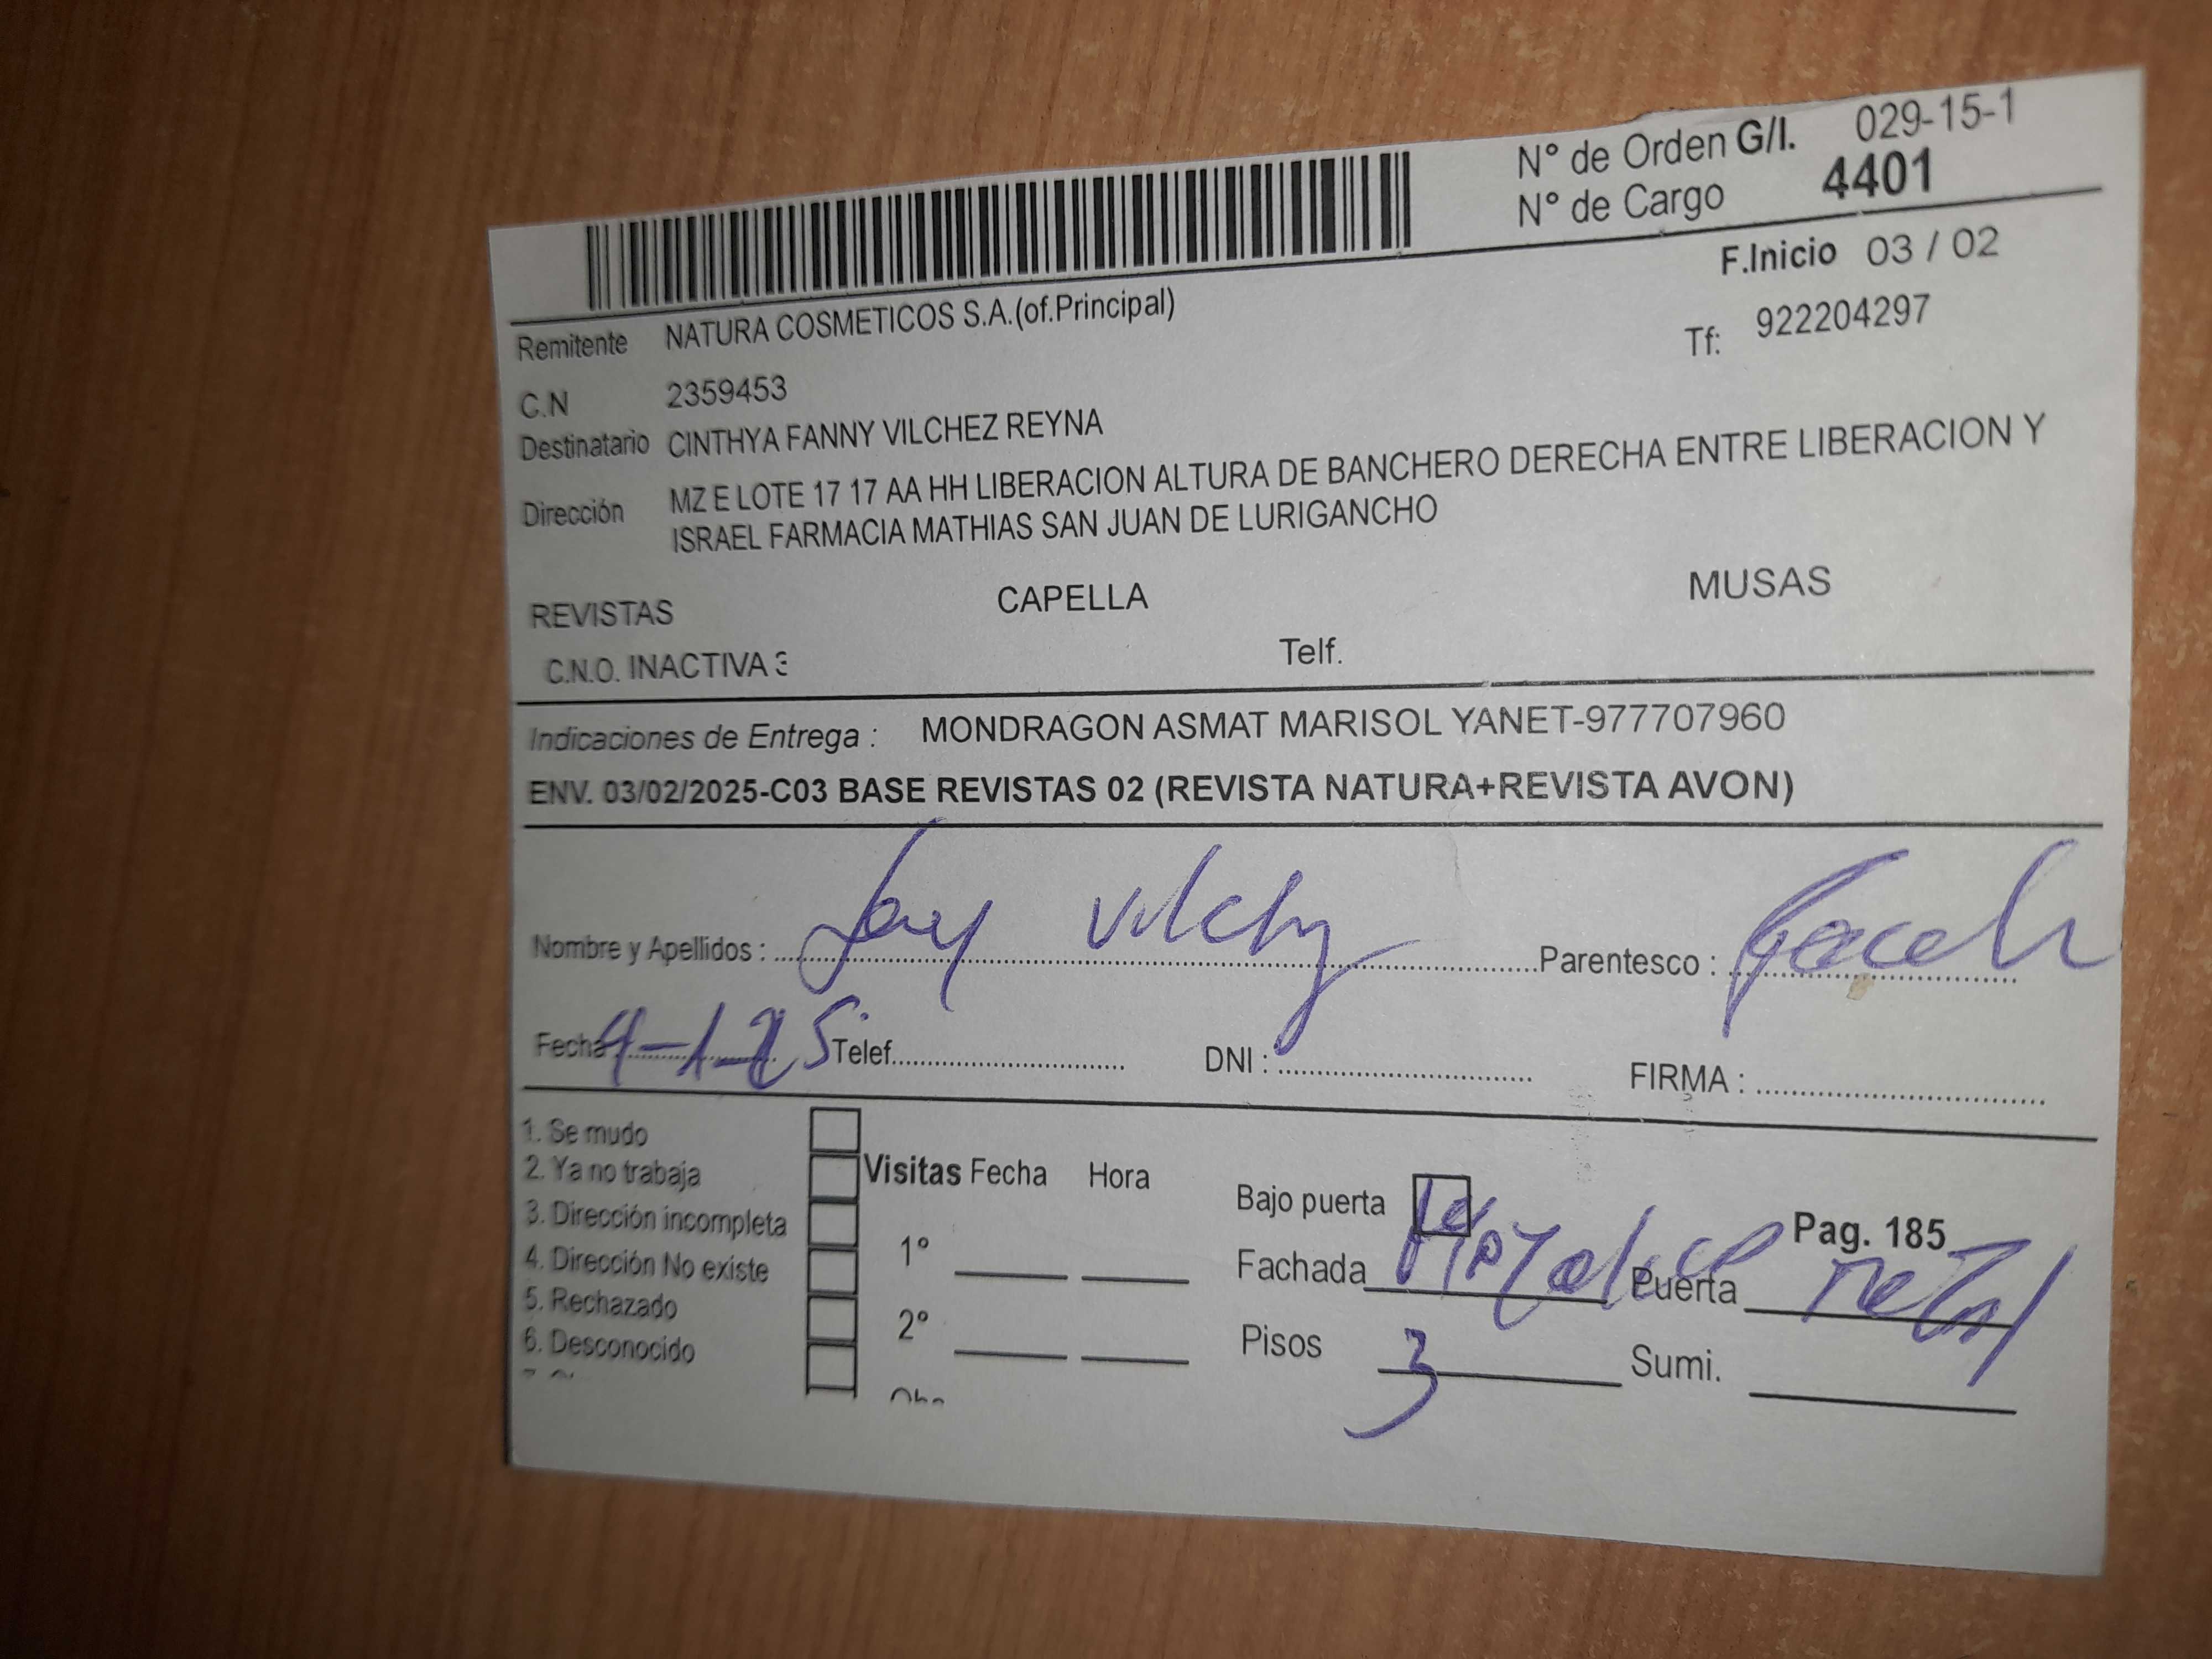 N° de Orden G/I. 029-15-1
N° de Cargo 4401
F.Inicio 03 / 02
Remitente NATURA COSMETICOS S.A.(of.Principal)
Tf: 922204297
C.N 2359453
Destinatario CINTHYA FANNY VILCHEZ REYNA
Dirección MZ E LOTE 17 17 AA HH LIBERACION ALTURA DE BANCHERO DERECHA ENTRE LIBERACION Y
ISRAEL FARMACIA MATHIAS SAN JUAN DE LURIGANCHO
REVISTAS CAPELLA MUSAS
C.N.O. INACTIVA 3 Telf.
Indicaciones de Entrega : MONDRAGON ASMAT MARISOL YANET-977707960
ENV. 03/02/2025-C03 BASE REVISTAS 02 (REVISTA NATURA+REVISTA AVON)
Nombre y Apellidos : Parentesco :
Fecha Telef. DNI : FIRMA :
1. Se mudo
2. Ya no trabaja
3. Dirección incompleta
4. Dirección No existe
5. Rechazado
6. Desconocido
Visitas Fecha Hora
1°
2°
Bajo puerta Pag. 185
Fachada Puerta metal
Pisos 3 Sumi.